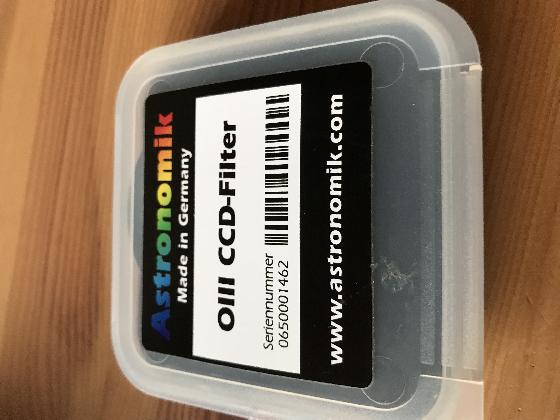 Astronomik
Made in Germany
OIII CCD-Filter
Seriennummer
0650001462
www.astronomik.com